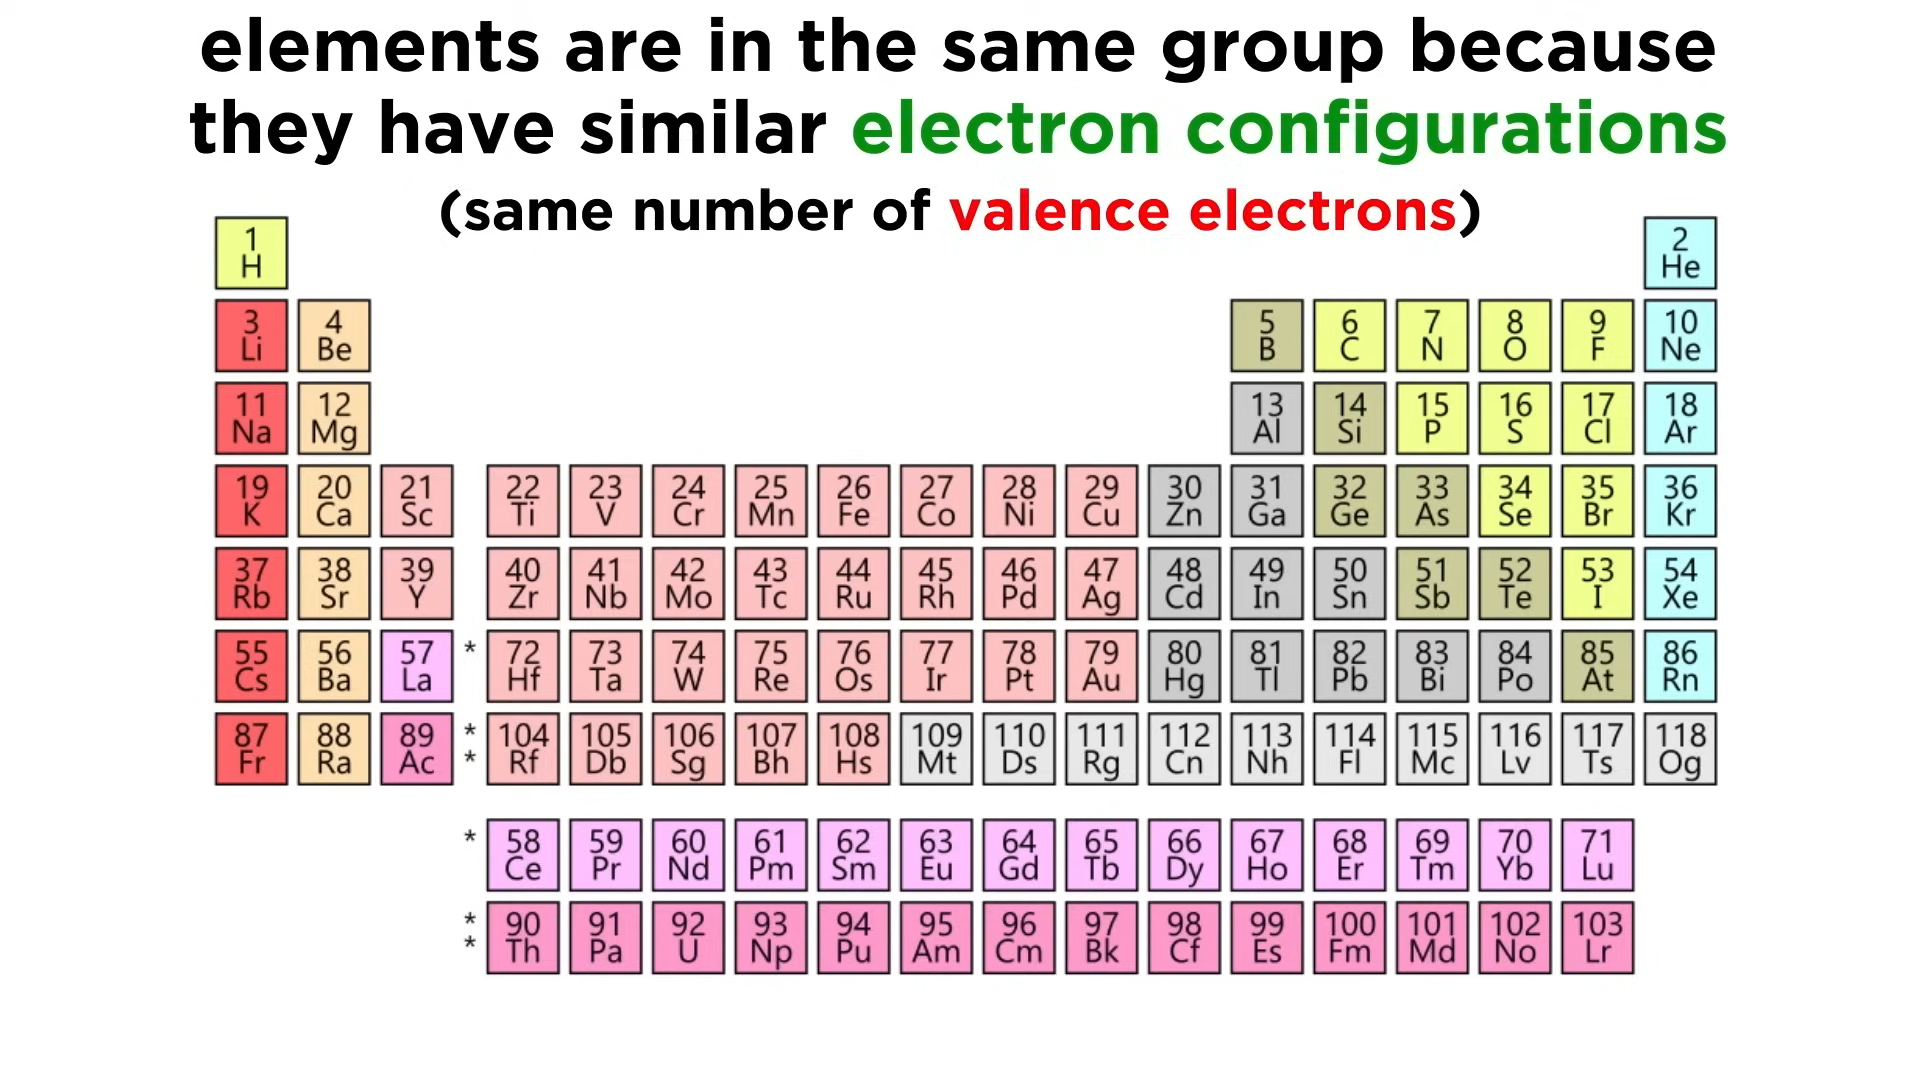 elements are in the same group because
they have similar electron configurations
(same number of valence electrons)
1 2
H He
3 4 5 6 7 8 9 10
Li Be B C N O F Ne
11 12 13 14 15 16 17 18
Na Mg Al Si P S Cl Ar
19 20 21 22 23 24 25 26 27 28 29 30 31 32 33 34 35 36
K Ca Sc Ti V Cr Mn Fe Co Ni Cu Zn Ga Ge As Se Br Kr
37 38 39 40 41 42 43 44 45 46 47 48 49 50 51 52 53 54
Rb Sr Y Zr Nb Mo Tc Ru Rh Pd Ag Cd In Sn Sb Te I Xe
55 56 57 * 72 73 74 75 76 77 78 79 80 81 82 83 84 85 86
Cs Ba La Hf Ta W Re Os Ir Pt Au Hg Tl Pb Bi Po At Rn
87 88 89 * 104 105 106 107 108 109 110 111 112 113 114 115 116 117 118
Fr Ra Ac * Rf Db Sg Bh Hs Mt Ds Rg Cn Nh Fl Mc Lv Ts Og
* 58 59 60 61 62 63 64 65 66 67 68 69 70 71
Ce Pr Nd Pm Sm Eu Gd Tb Dy Ho Er Tm Yb Lu
* 90 91 92 93 94 95 96 97 98 99 100 101 102 103
* Th Pa U Np Pu Am Cm Bk Cf Es Fm Md No Lr